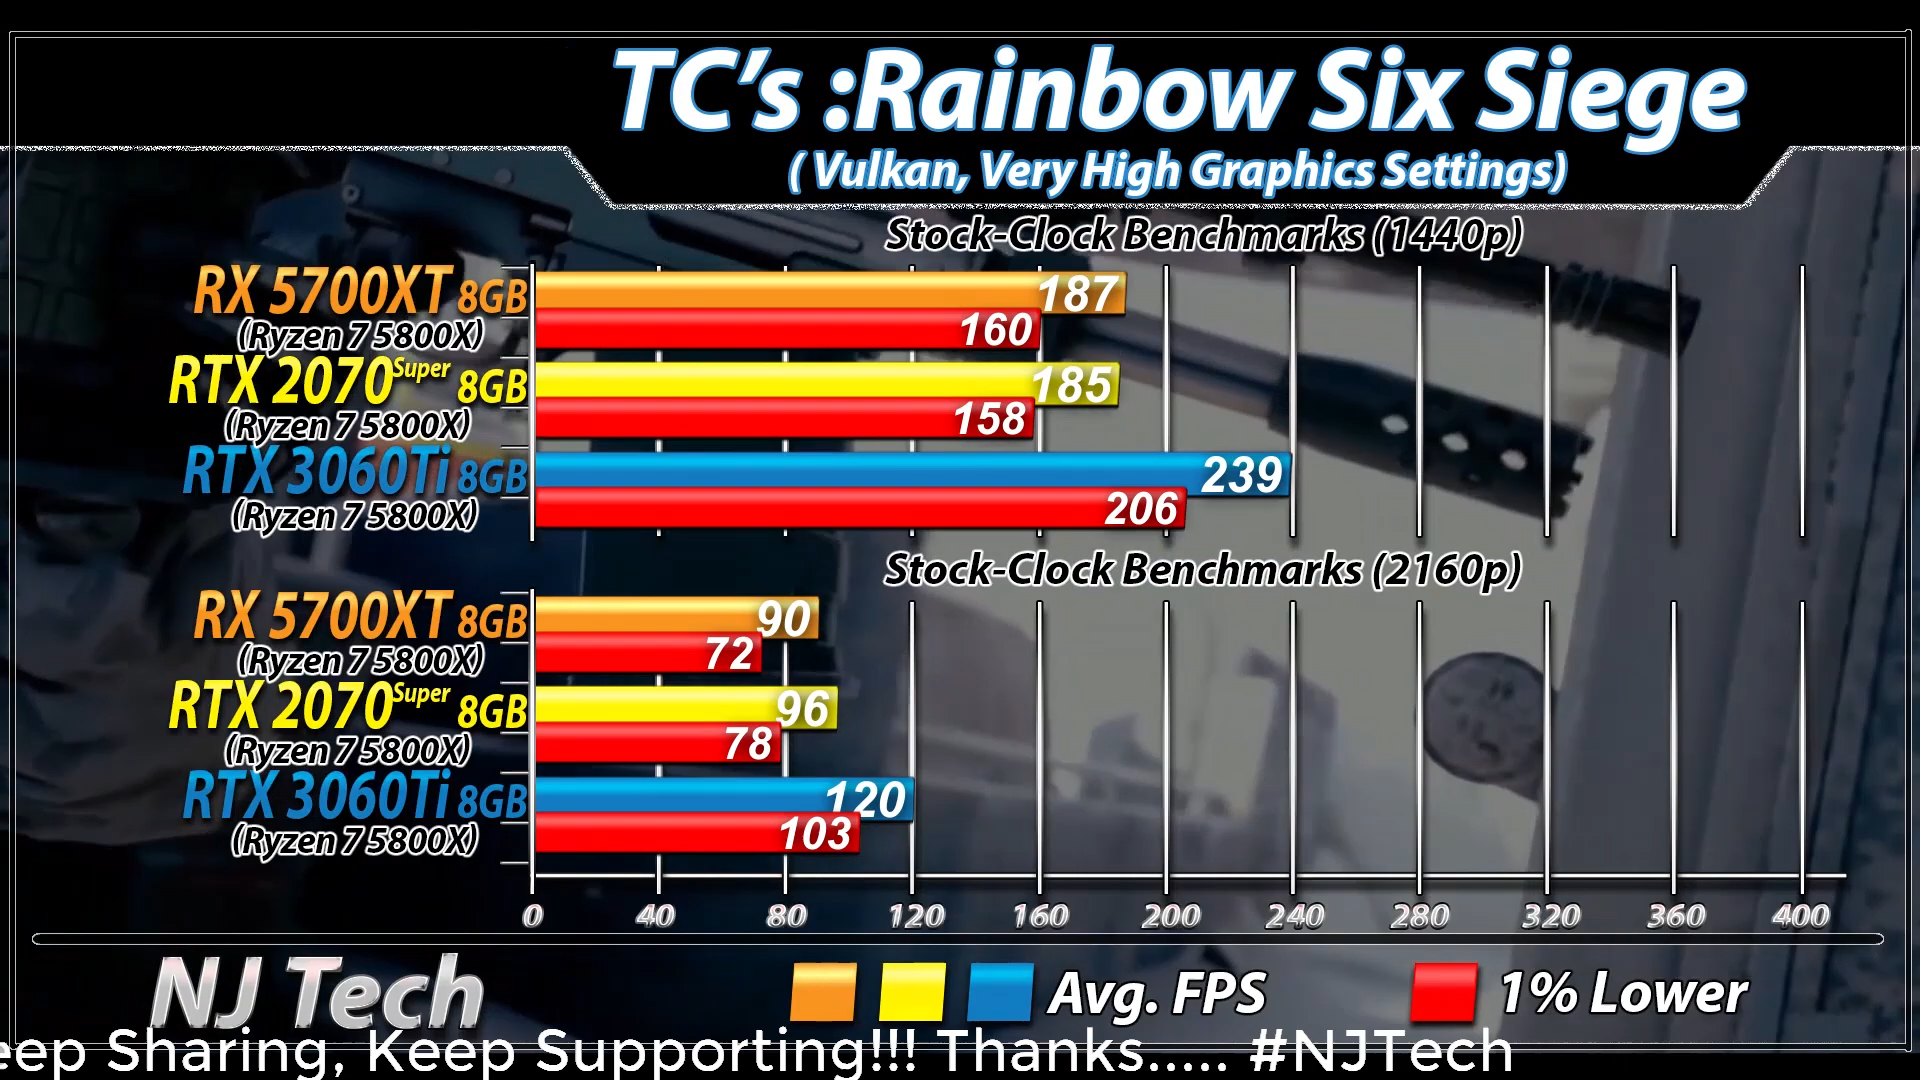 TC's :Rainbow Six Siege
( Vulkan, Very High Graphics Settings)
Stock-Clock Benchmarks (1440p)
RX 5700XT 8GB
187
(Ryzen 7 5800X)
160
RTX 2070 Super 8GB
185
(Ryzen 7 5800X)
158
RTX 3060Ti 8GB
239
(Ryzen 7 5800X)
206
Stock-Clock Benchmarks (2160p)
RX 5700XT 8GB
90
(Ryzen 7 5800X)
72
RTX 2070 Super 8GB
96
(Ryzen 7 5800X)
78
RTX 3060Ti 8GB
120
(Ryzen 7 5800X)
103
0 40 80 120 160 200 240 280 320 360 400
NJ Tech
Avg. FPS
1% Lower
eep Sharing, Keep Supporting!!! Thanks..... #NJTech